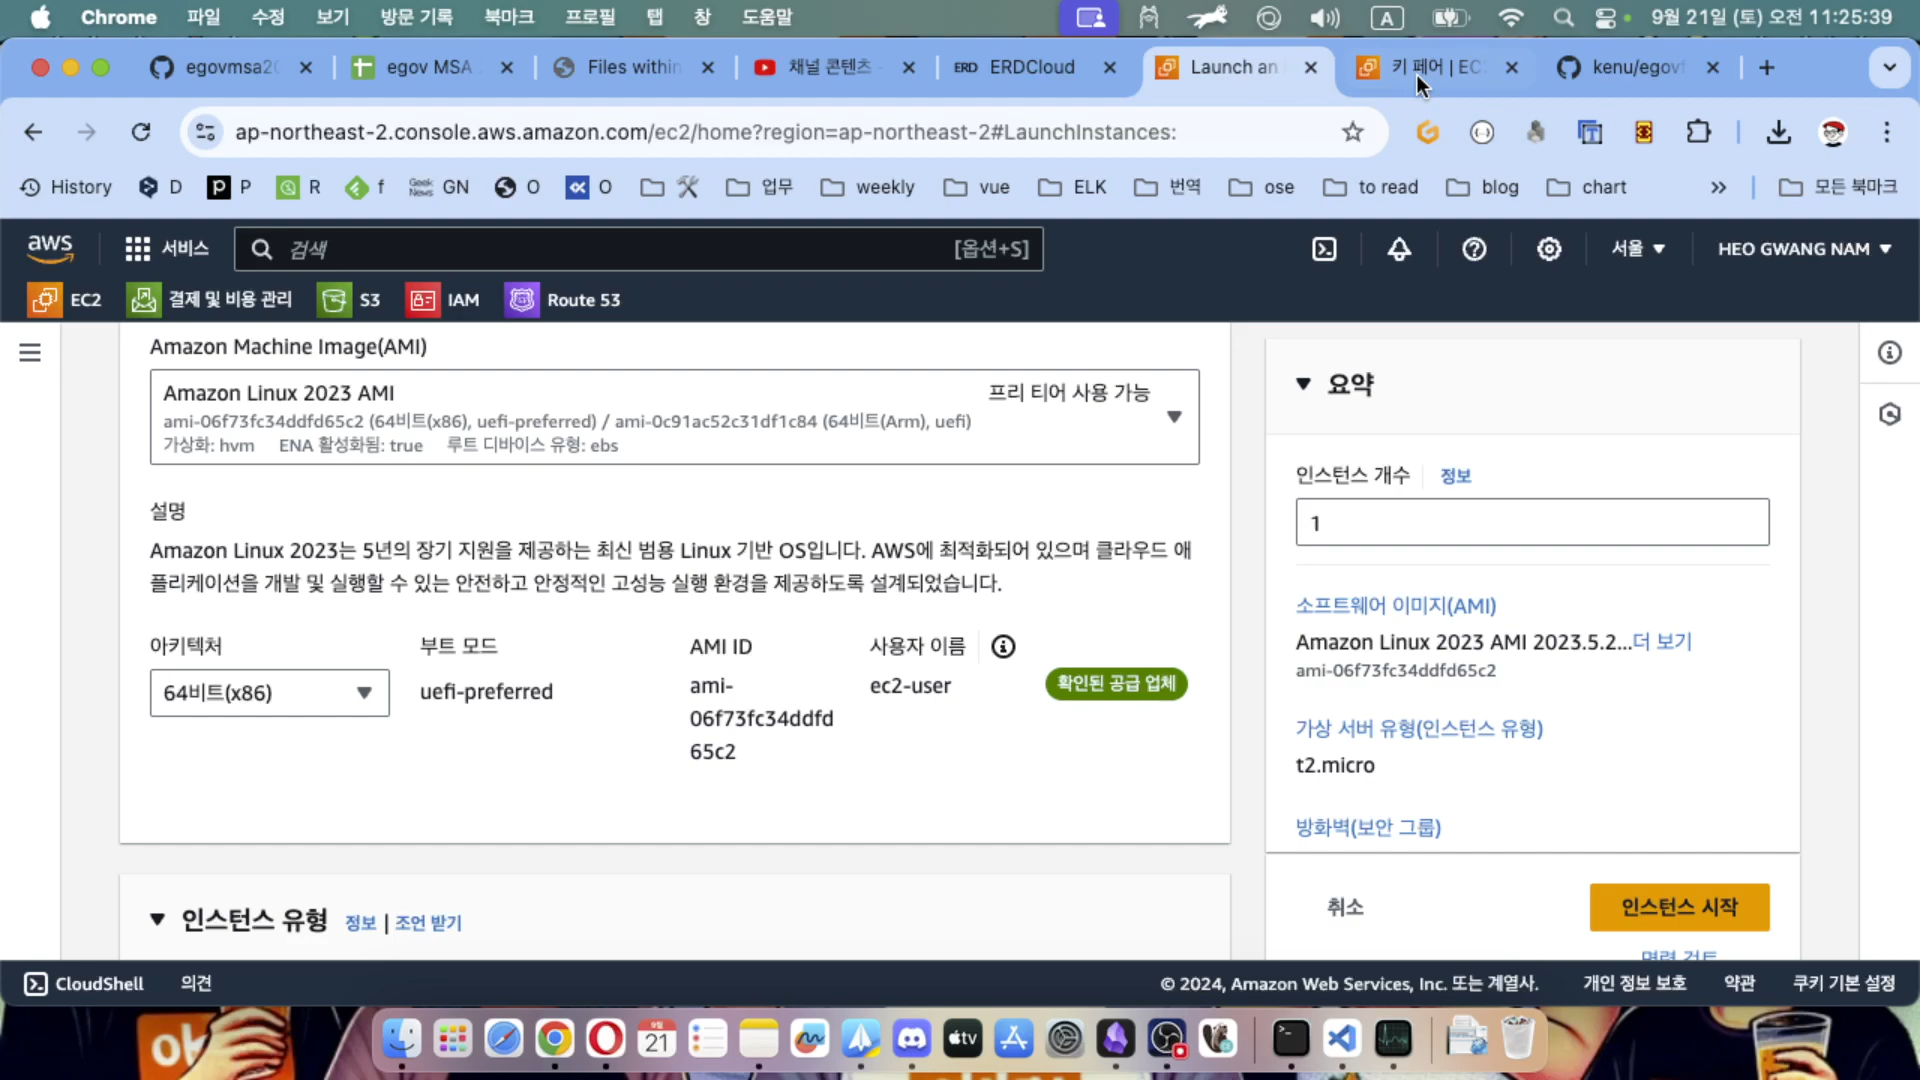 Chrome 파일 수정 보기 방문 기록 북마크 프로필 탭 창 도움말 A 9월 21일 (토) 오전 11:25:39
egovmsa20 egov MSA Files within 채널 콘텐츠 ERD ERDCloud Launch an 키 페어 | EC2 kenu/egovf
ap-northeast-2.console.aws.amazon.com/ec2/home?region=ap-northeast-2#LaunchInstances:
History D P R f Geek News GN O O 업무 weekly vue ELK 번역 ose to read blog chart » 모든 북마크
aws 서비스 검색 [옵션+S] 서울 HEO GWANG NAM
EC2 결제 및 비용 관리 S3 IAM Route 53
Amazon Machine Image(AMI)
Amazon Linux 2023 AMI 프리 티어 사용 가능
ami-06f73fc34ddfd65c2 (64비트(x86), uefi-preferred) / ami-0c91ac52c31df1c84 (64비트(Arm), uefi)
가상화: hvm ENA 활성화됨: true 루트 디바이스 유형: ebs
설명
Amazon Linux 2023는 5년의 장기 지원을 제공하는 최신 범용 Linux 기반 OS입니다. AWS에 최적화되어 있으며 클라우드 애
플리케이션을 개발 및 실행할 수 있는 안전하고 안정적인 고성능 실행 환경을 제공하도록 설계되었습니다.
아키텍처 부트 모드 AMI ID 사용자 이름
64비트(x86) uefi-preferred ami- ec2-user 확인된 공급 업체
06f73fc34ddfd
65c2
인스턴스 유형 정보 | 조언 받기
요약
인스턴스 개수 정보
1
소프트웨어 이미지(AMI)
Amazon Linux 2023 AMI 2023.5.2...더 보기
ami-06f73fc34ddfd65c2
가상 서버 유형(인스턴스 유형)
t2.micro
방화벽(보안 그룹)
취소 인스턴스 시작
명령 검토
CloudShell 의견 © 2024, Amazon Web Services, Inc. 또는 계열사. 개인 정보 보호 약관 쿠키 기본 설정
ok
9월
21
tv